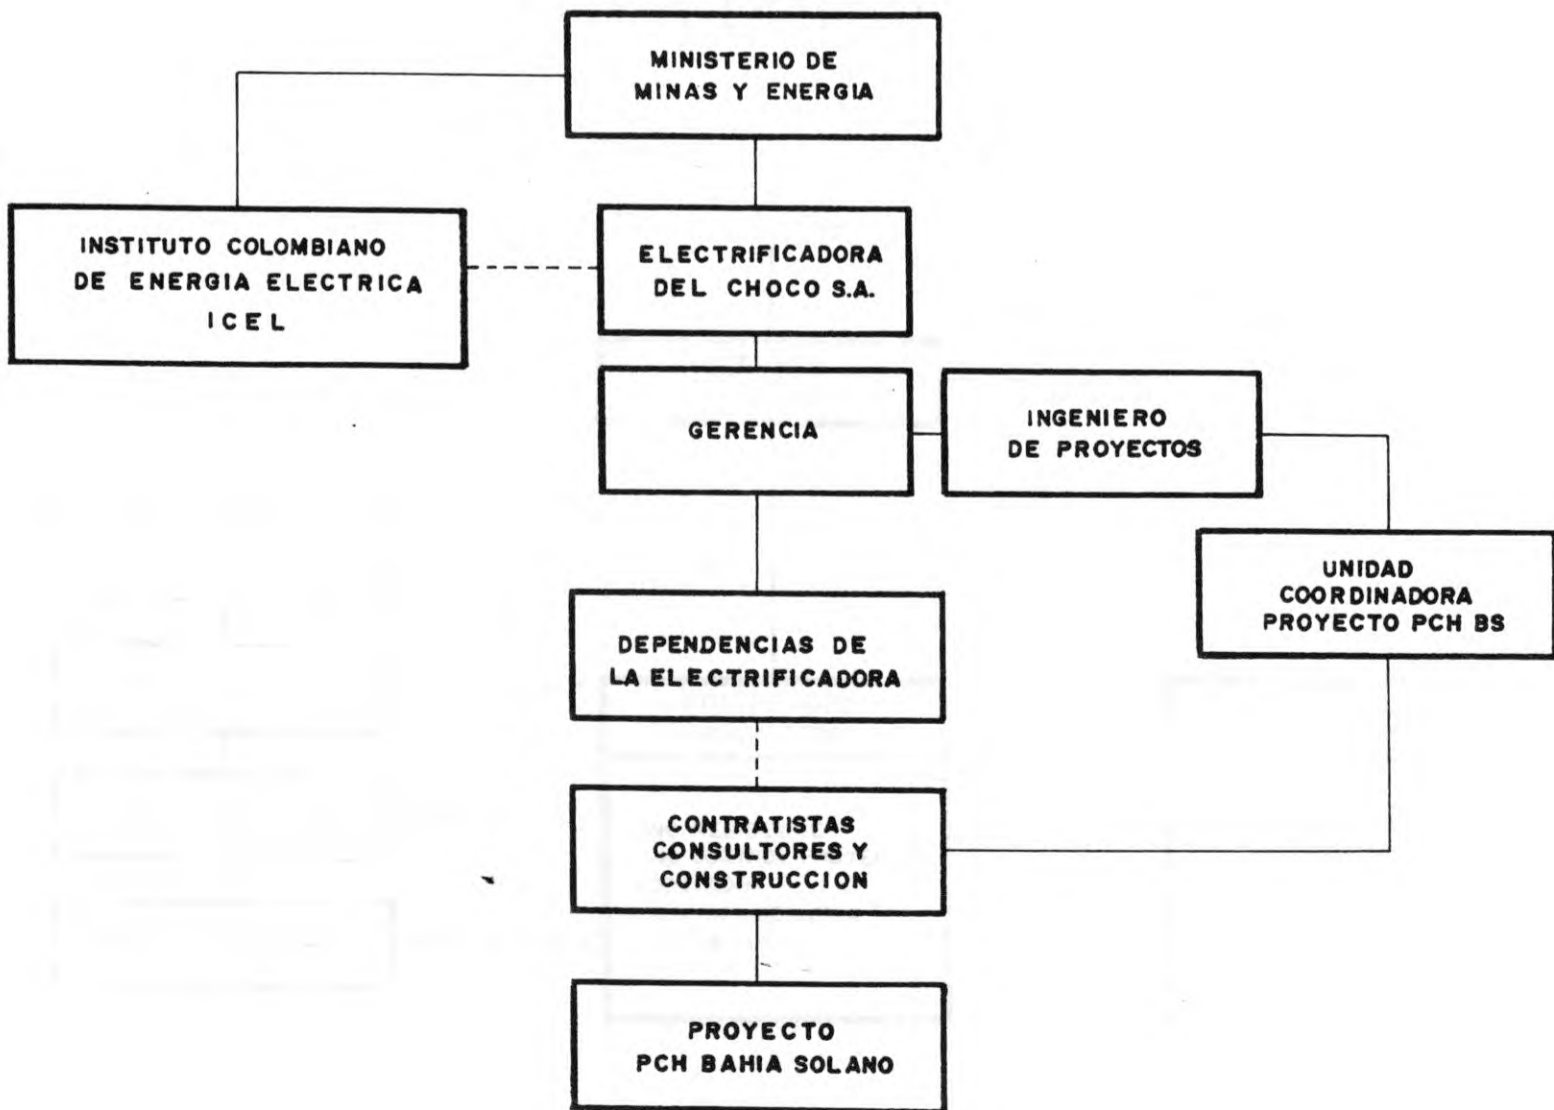 MINISTERIO DE
MINAS Y ENERGIA
INSTITUTO COLOMBIANO
DE ENERGIA ELECTRICA
ICEL
ELECTRIFICADORA
DEL CHOCO S.A.
GERENCIA
INGENIERO
DE PROYECTOS
UNIDAD
COORDINADORA
PROYECTO PCH BS
DEPENDENCIAS DE
LA ELECTRIFICADORA
CONTRATISTAS
CONSULTORES Y
CONSTRUCCION
PROYECTO
PCH BAHIA SOLANO